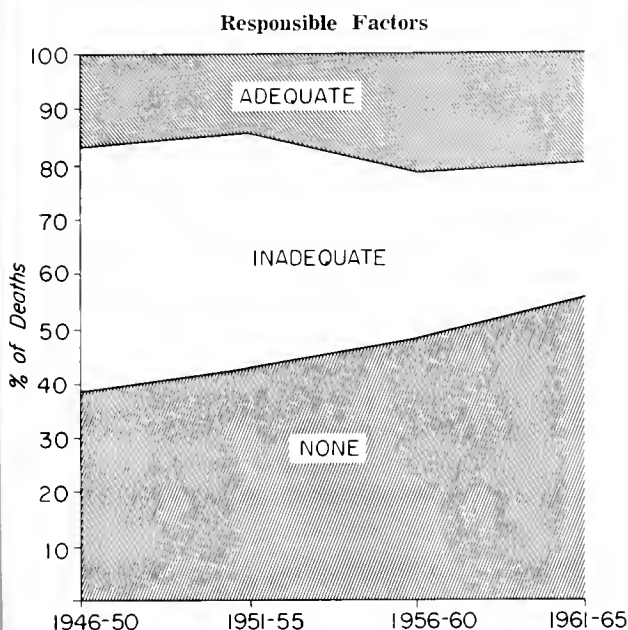 Responsible Factors
100
90
80
70
60
50
40
30
20
10
% of Deaths
ADEQUATE
INADEQUATE
NONE
1946-50 1951-55 1956-60 1961-65